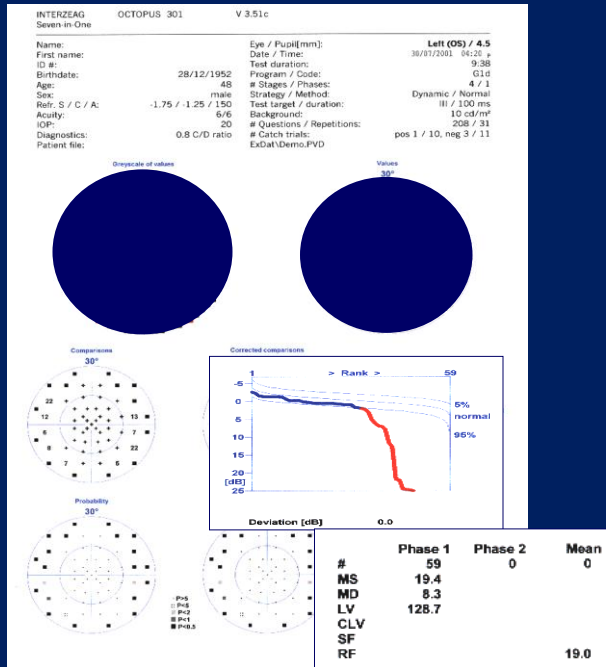 INTERZEAG OCTOPUS 301 V 3.51c
Seven-in-One
Name:
First name:
ID #:
Birthdate: 28/12/1952
Age: 48
Sex: male
Refr. S / C / A: -1.75 / -1.25 / 150
Acuity: 6/6
IOP: 20
Diagnostics: 0.8 C/D ratio
Patient file:
Eye / Pupil[mm]: Left (OS) / 4.5
Date / Time: 30/07/2001 04:20 م
Test duration: 9:38
Program / Code: G1d
# Stages / Phases: 4 / 1
Strategy / Method: Dynamic / Normal
Test target / duration: III / 100 ms
Background: 10 cd/m²
# Questions / Repetitions: 208 / 31
# Catch trials: pos 1 / 10, neg 3 / 11
ExDat\Demo.PVD
Greyscale of values
Values
30°
Comparisons
30°
22
12 13
6 7
8 22
7 6
Corrected comparisons
1 > Rank > 59
-5
0
5
10
15
20
[dB]
25
5%
normal
95%
Deviation [dB] 0.0
Probability
30°
P>5
P<5
P<2
P<1
P<0.5
Phase 1 Phase 2 Mean
# 59 0 0
MS 19.4
MD 8.3
LV 128.7
CLV
SF
RF 19.0